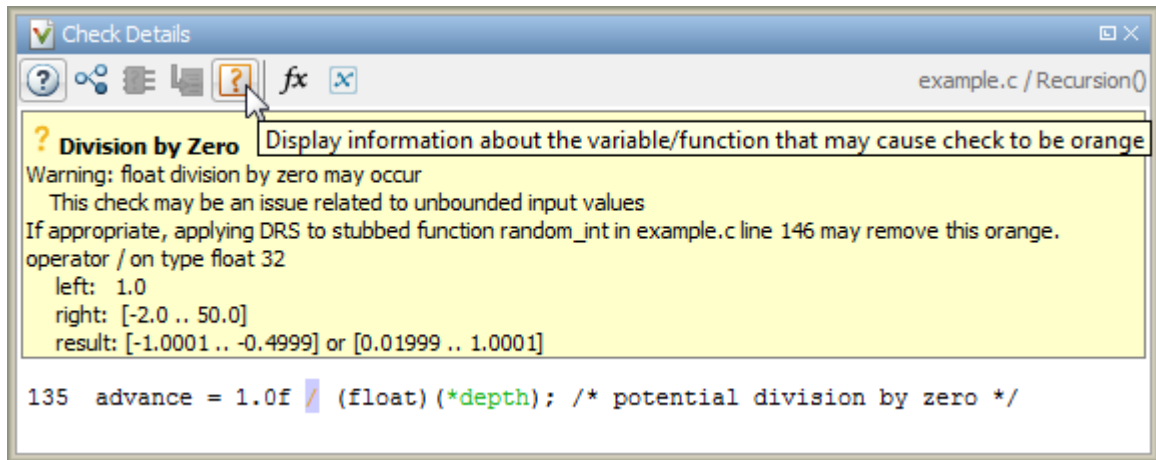 Check Details
? ? fx x example.c / Recursion()
? Division by Zero
Display information about the variable/function that may cause check to be orange
Warning: float division by zero may occur
This check may be an issue related to unbounded input values
If appropriate, applying DRS to stubbed function random_int in example.c line 146 may remove this orange.
operator / on type float 32
left: 1.0
right: [-2.0 .. 50.0]
result: [-1.0001 .. -0.4999] or [0.01999 .. 1.0001]
135 advance = 1.0f / (float)(*depth); /* potential division by zero */